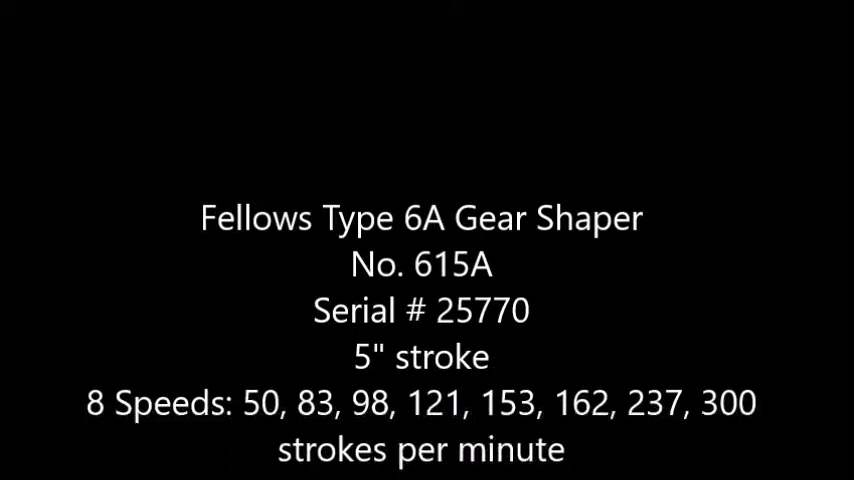 Fellows Type 6A Gear Shaper
No. 615A
Serial # 25770
5" stroke
8 Speeds: 50, 83, 98, 121, 153, 162, 237, 300
strokes per minute